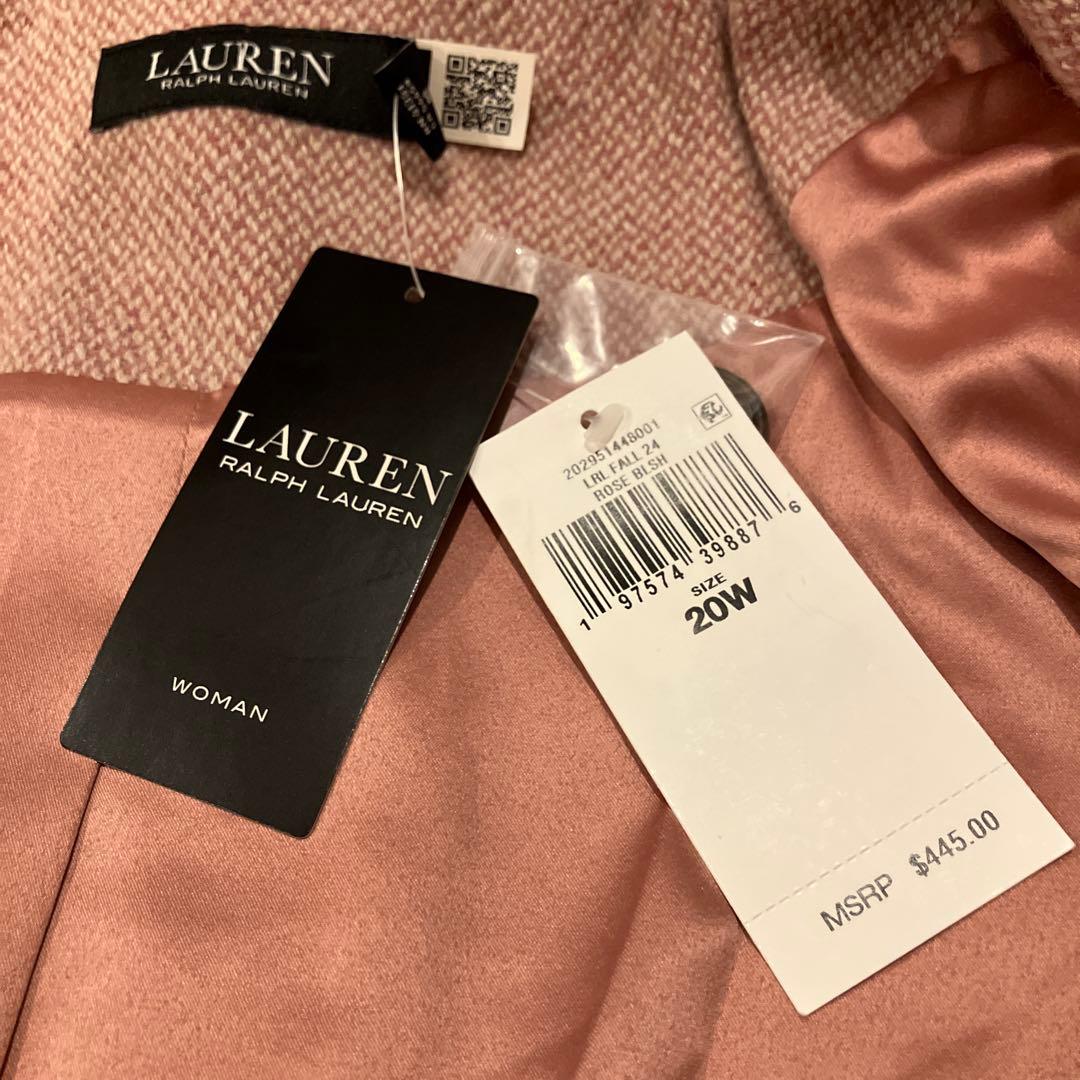 LAUREN
RALPH LAUREN
LAUREN
RALPH LAUREN
WOMAN
202951448001
LRL FALL 24
ROSE BLSH
1 97574 39887 6
SIZE
20W
MSRP $445.00